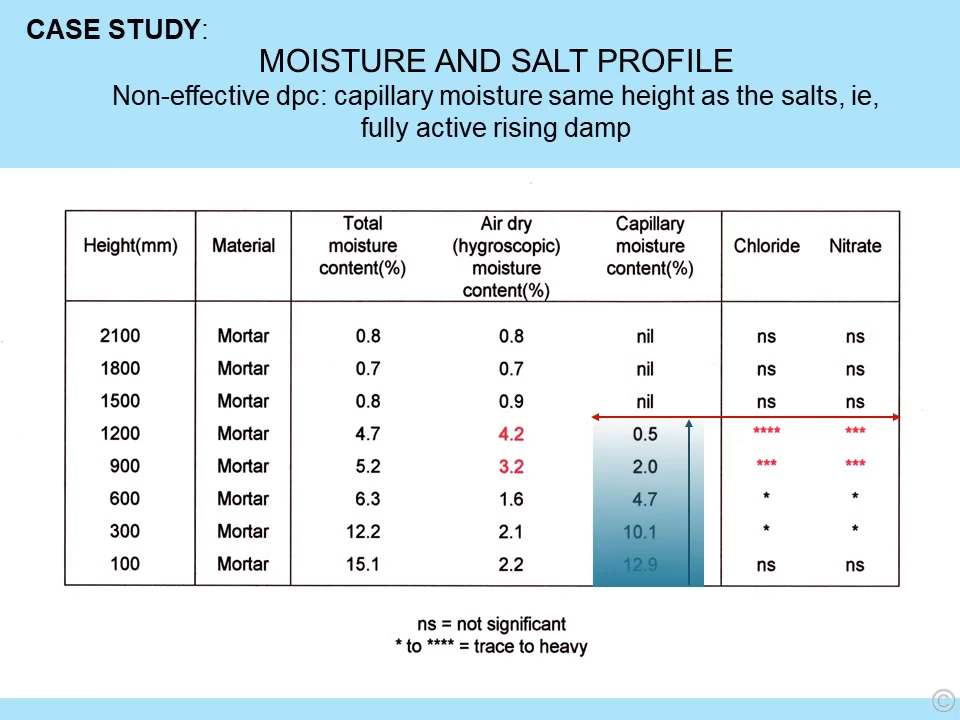 CASE STUDY:
MOISTURE AND SALT PROFILE
Non-effective dpc: capillary moisture same height as the salts, ie,
fully active rising damp
Height(mm) Material Total moisture content(%) Air dry (hygroscopic) moisture content(%) Capillary moisture content(%) Chloride Nitrate
2100 Mortar 0.8 0.8 nil ns ns
1800 Mortar 0.7 0.7 nil ns ns
1500 Mortar 0.8 0.9 nil ns ns
1200 Mortar 4.7 4.2 0.5 **** ***
900 Mortar 5.2 3.2 2.0 *** ***
600 Mortar 6.3 1.6 4.7 * *
300 Mortar 12.2 2.1 10.1 * *
100 Mortar 15.1 2.2 12.9 ns ns
ns = not significant
* to **** = trace to heavy
©